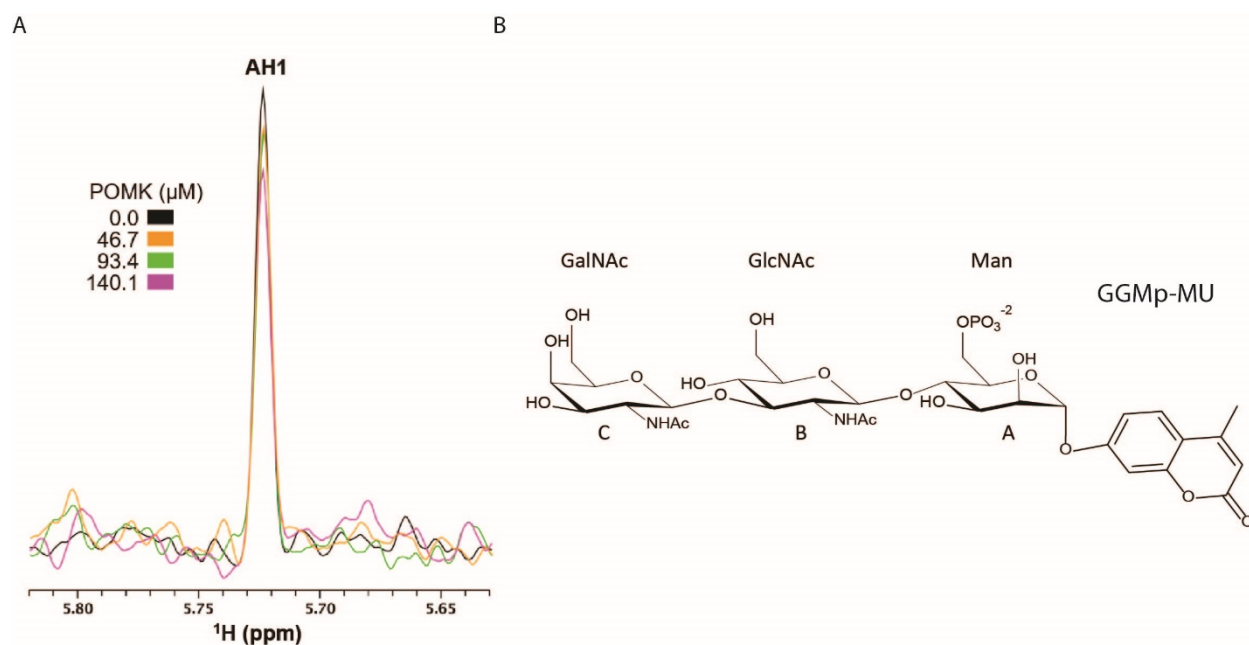 A
B
AH1
POMK (µM)
0.0
46.7
93.4
140.1
5.80
5.75
5.70
5.65
¹H (ppm)
GalNAc
GlcNAc
Man
GGMp-MU
OH
OH
O
HO
NHAc
C
O
OH
HO
O
NHAc
B
O
OPO₃⁻²
OH
O
HO
A
O
O
O